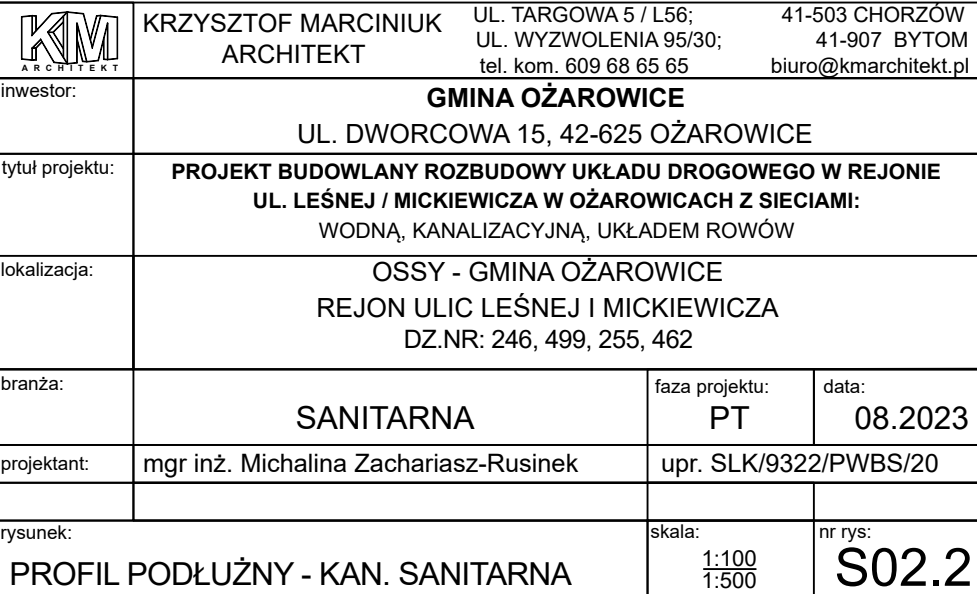 KM
ARCHITEKT
KRZYSZTOF MARCINIUK
ARCHITEKT
UL. TARGOWA 5 / L56; 41-503 CHORZÓW
UL. WYZWOLENIA 95/30; 41-907 BYTOM
tel. kom. 609 68 65 65 biuro@kmarchitekt.pl
inwestor:
GMINA OŻAROWICE
UL. DWORCOWA 15, 42-625 OŻAROWICE
tytuł projektu:
PROJEKT BUDOWLANY ROZBUDOWY UKŁADU DROGOWEGO W REJONIE
UL. LEŚNEJ / MICKIEWICZA W OŻAROWICACH Z SIECIAMI:
WODNĄ, KANALIZACYJNĄ, UKŁADEM ROWÓW
lokalizacja:
OSSY - GMINA OŻAROWICE
REJON ULIC LEŚNEJ I MICKIEWICZA
DZ.NR: 246, 499, 255, 462
branża:
SANITARNA
faza projektu:
PT
data:
08.2023
projektant:
mgr inż. Michalina Zachariasz-Rusinek
upr. SLK/9322/PWBS/20
rysunek:
PROFIL PODŁUŻNY - KAN. SANITARNA
skala:
1:100
1:500
nr rys:
S02.2